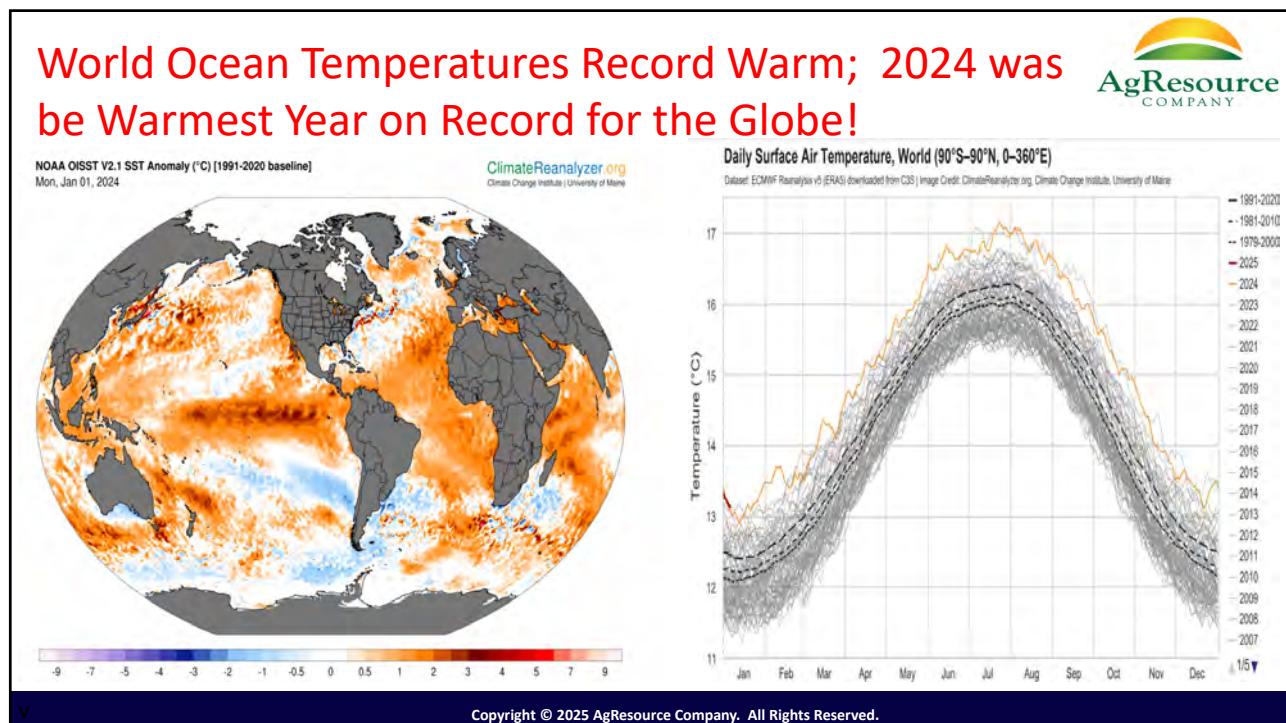 World Ocean Temperatures Record Warm; 2024 was
be Warmest Year on Record for the Globe!
AgResource
COMPANY
NOAA OISST V2.1 SST Anomaly (°C) [1991-2020 baseline]
Mon, Jan 01, 2024
ClimateReanalyzer.org
Climate Change Institute | University of Maine
-9 -7 -5 -4 -3 -2 -1 -0.5 0 0.5 1 2 3 4 5 7 9
Daily Surface Air Temperature, World (90°S–90°N, 0–360°E)
Dataset: ECMWF Reanalysis v5 (ERA5) downloaded from C3S | Image Credit: ClimateReanalyzer.org, Climate Change Institute, University of Maine
Temperature (°C)
17
16
15
14
13
12
11
Jan Feb Mar Apr May Jun Jul Aug Sep Oct Nov Dec
1991-2020
1981-2010
1979-2000
2025
2024
2023
2022
2021
2020
2019
2018
2017
2016
2015
2014
2013
2012
2011
2010
2009
2008
2007
1/5
Copyright © 2025 AgResource Company. All Rights Reserved.